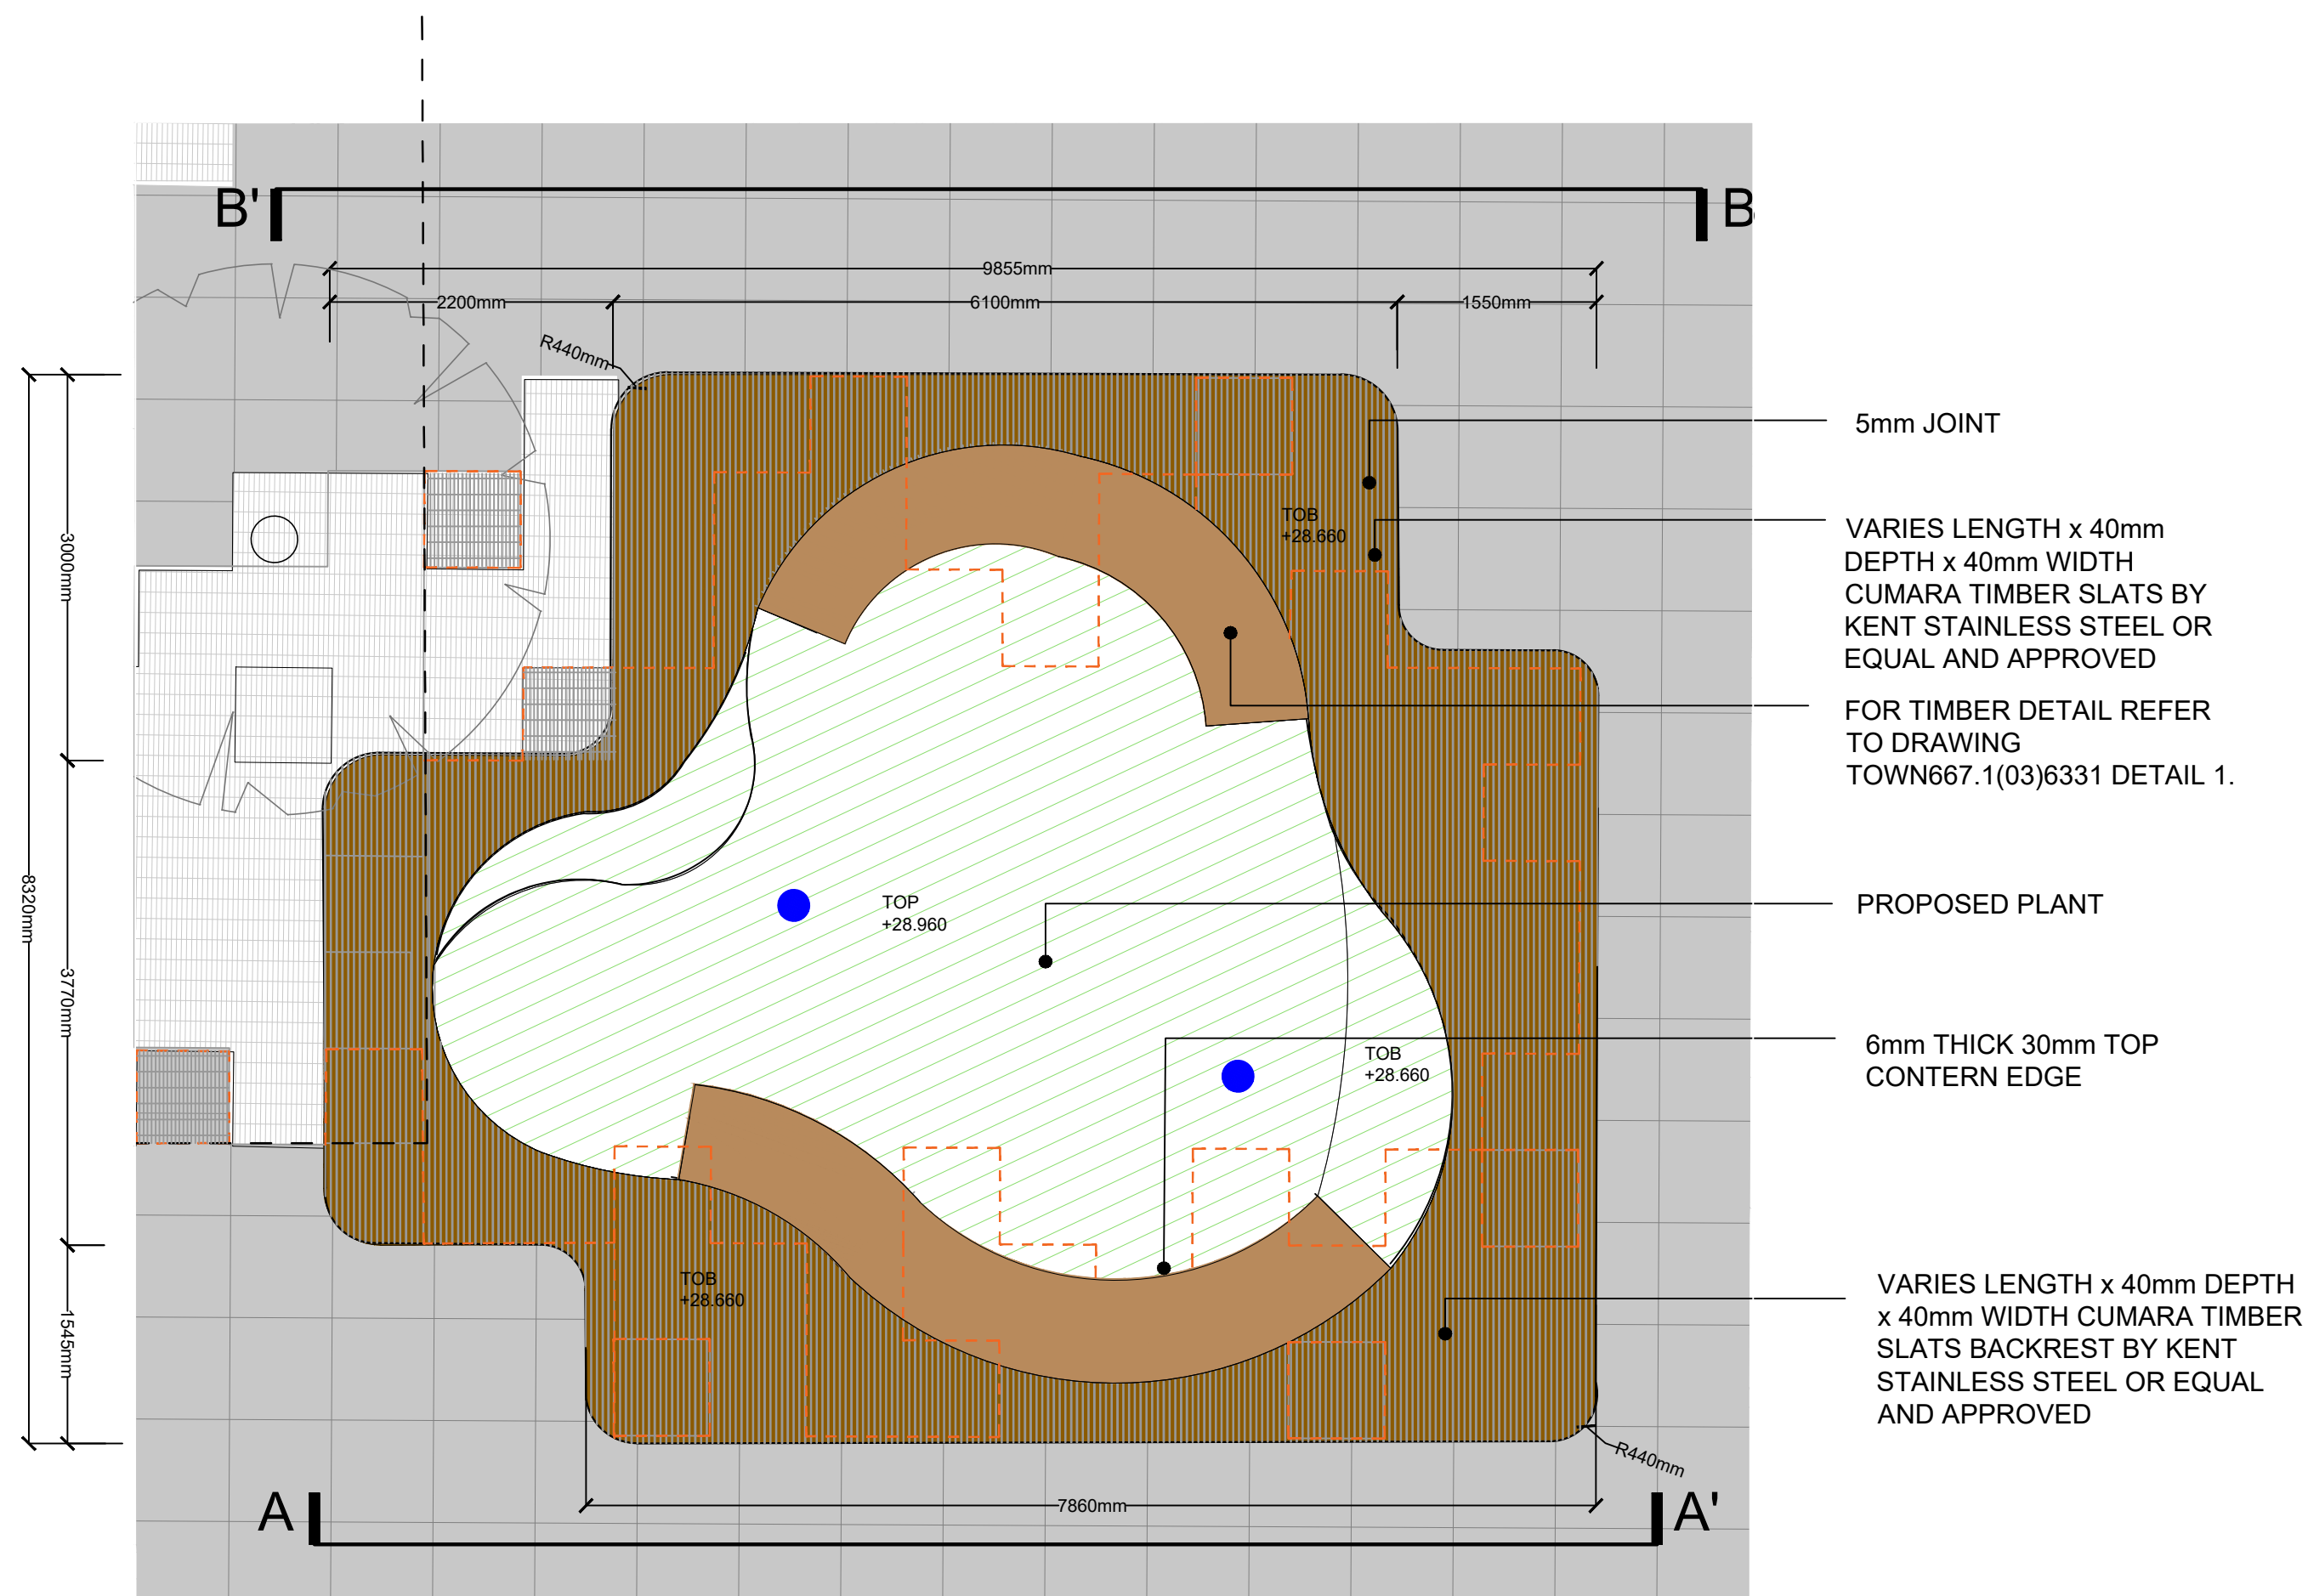 B'
B
9855mm
2200mm
6100mm
1550mm
R440mm
3000mm
8320mm
3770mm
1545mm
5mm JOINT
TOB
+28.660
VARIES LENGTH x 40mm
DEPTH x 40mm WIDTH
CUMARA TIMBER SLATS BY
KENT STAINLESS STEEL OR
EQUAL AND APPROVED
FOR TIMBER DETAIL REFER
TO DRAWING
TOWN667.1(03)6331 DETAIL 1.
TOP
+28.960
PROPOSED PLANT
TOB
+28.660
6mm THICK 30mm TOP
CONTERN EDGE
TOB
+28.660
VARIES LENGTH x 40mm DEPTH
x 40mm WIDTH CUMARA TIMBER
SLATS BACKREST BY KENT
STAINLESS STEEL OR EQUAL
AND APPROVED
R440mm
7860mm
A
A'